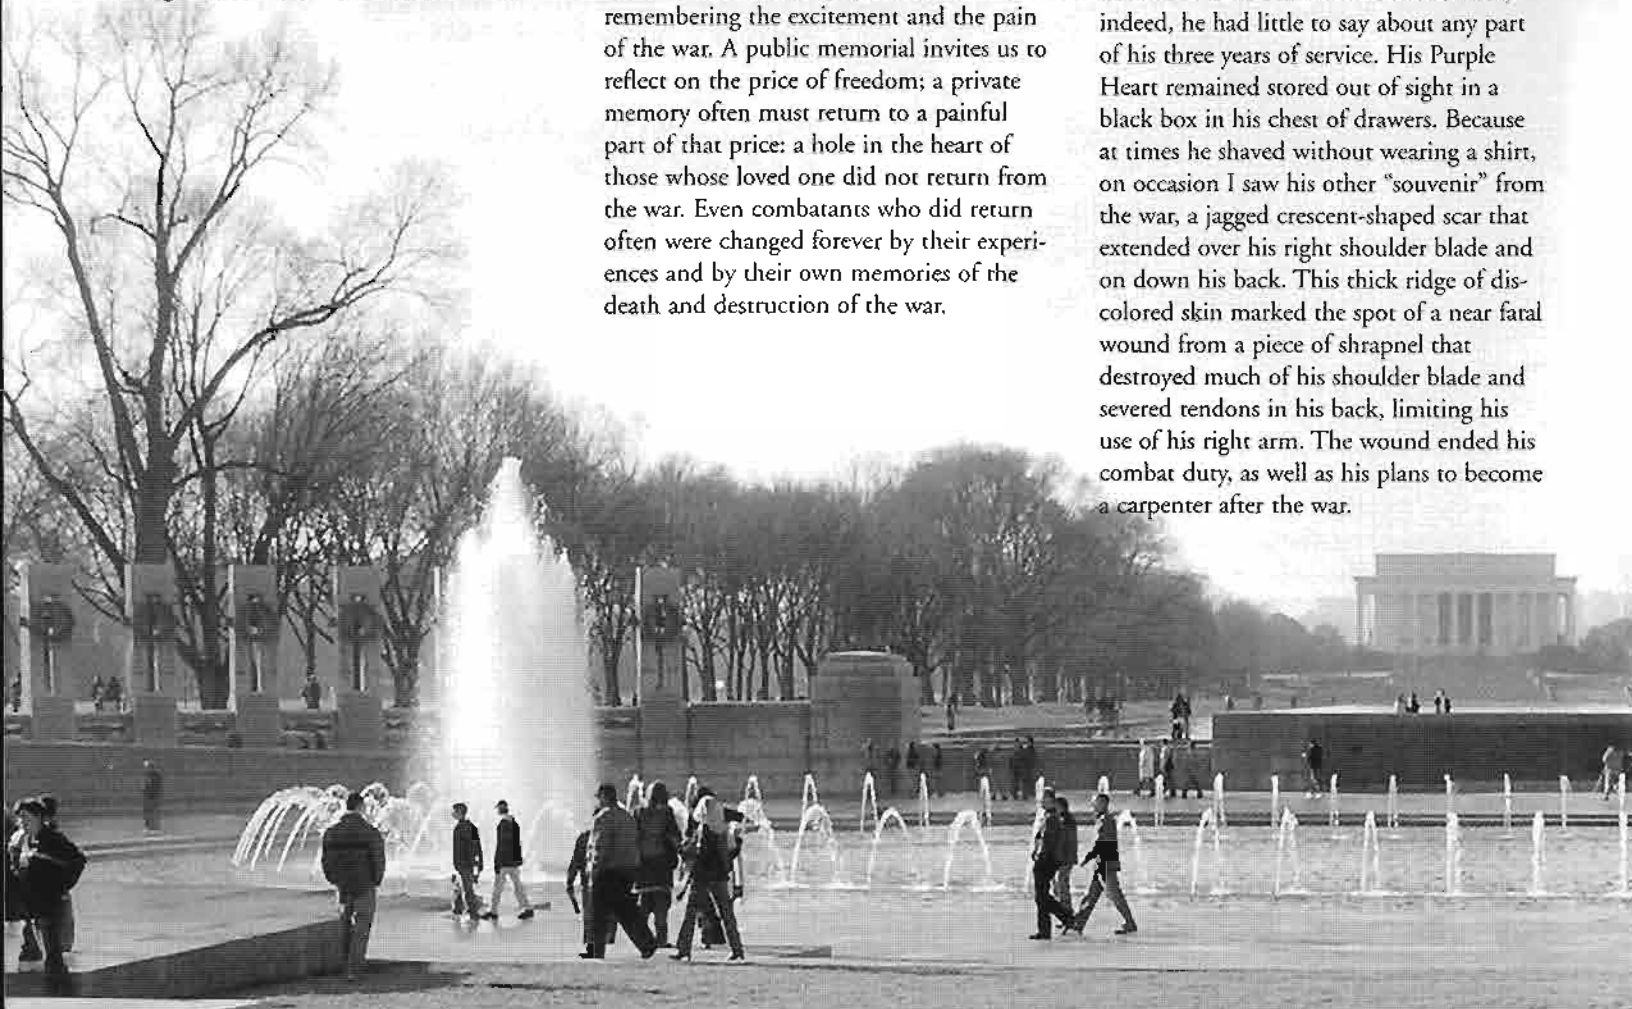 remembering the excitement and the pain
of the war. A public memorial invites us to
reflect on the price of freedom; a private
memory often must return to a painful
part of that price: a hole in the heart of
those whose loved one did not return from
the war. Even combatants who did return
often were changed forever by their experi-
ences and by their own memories of the
death and destruction of the war.
indeed, he had little to say about any part
of his three years of service. His Purple
Heart remained stored out of sight in a
black box in his chest of drawers. Because
at times he shaved without wearing a shirt,
on occasion I saw his other “souvenir” from
the war, a jagged crescent-shaped scar that
extended over his right shoulder blade and
on down his back. This thick ridge of dis-
colored skin marked the spot of a near fatal
wound from a piece of shrapnel that
destroyed much of his shoulder blade and
severed tendons in his back, limiting his
use of his right arm. The wound ended his
combat duty, as well as his plans to become
a carpenter after the war.